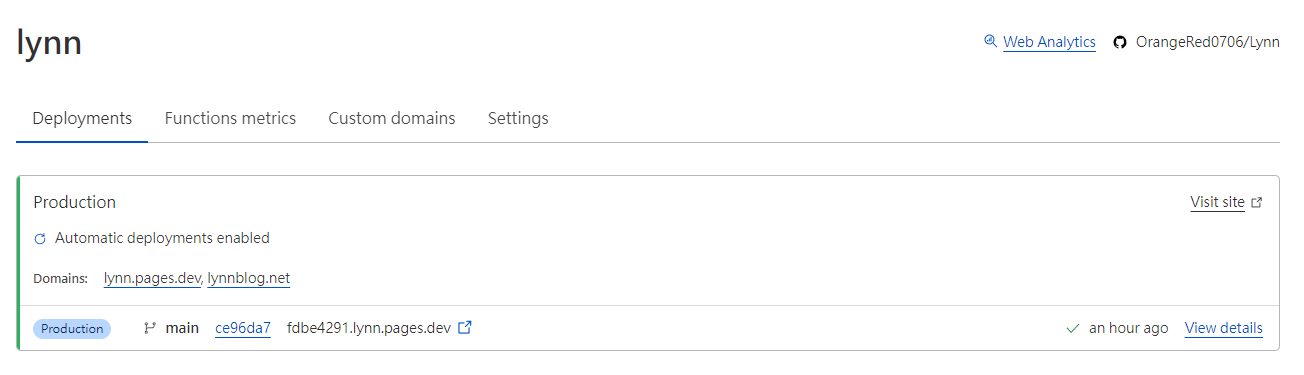 lynn
Web Analytics OrangeRed0706/Lynn
Deployments Functions metrics Custom domains Settings
Production Visit site
Automatic deployments enabled
Domains: lynn.pages.dev, lynnblog.net
Production main ce96da7 fdbe4291.lynn.pages.dev an hour ago View details